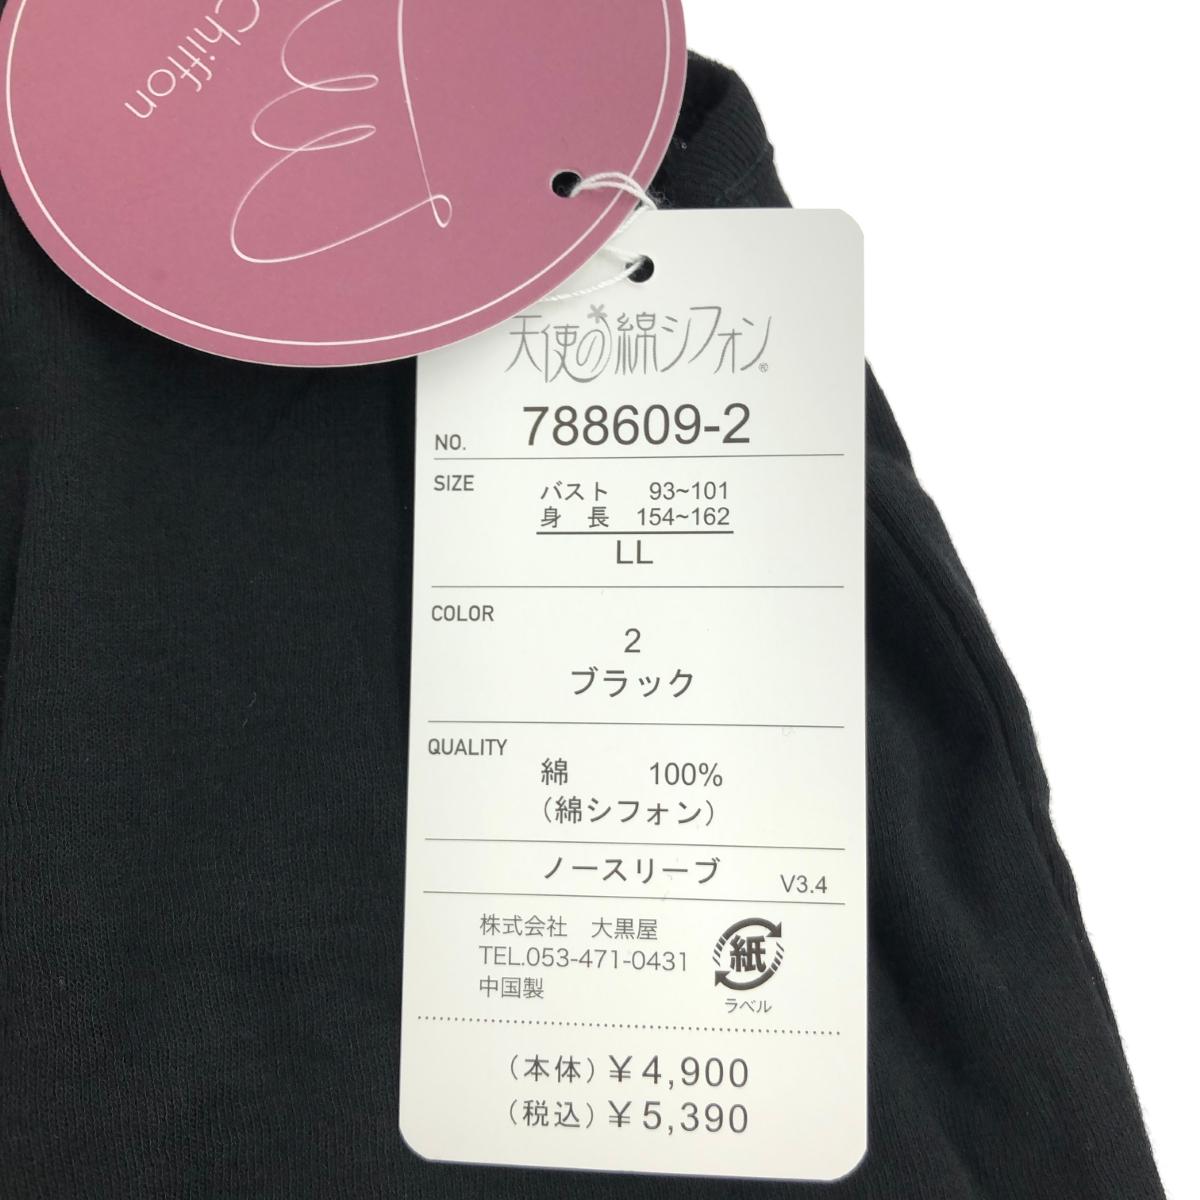 Chiffon
天使の綿シフォン®
NO. 788609-2
SIZE
バスト 93~101
身 長 154~162
LL
COLOR
2
ブラック
QUALITY
綿 100%
(綿シフォン)
ノースリーブ V3.4
株式会社 大黒屋
TEL.053-471-0431
中国製
紙
ラベル
(本体)¥4,900
(税込)¥5,390